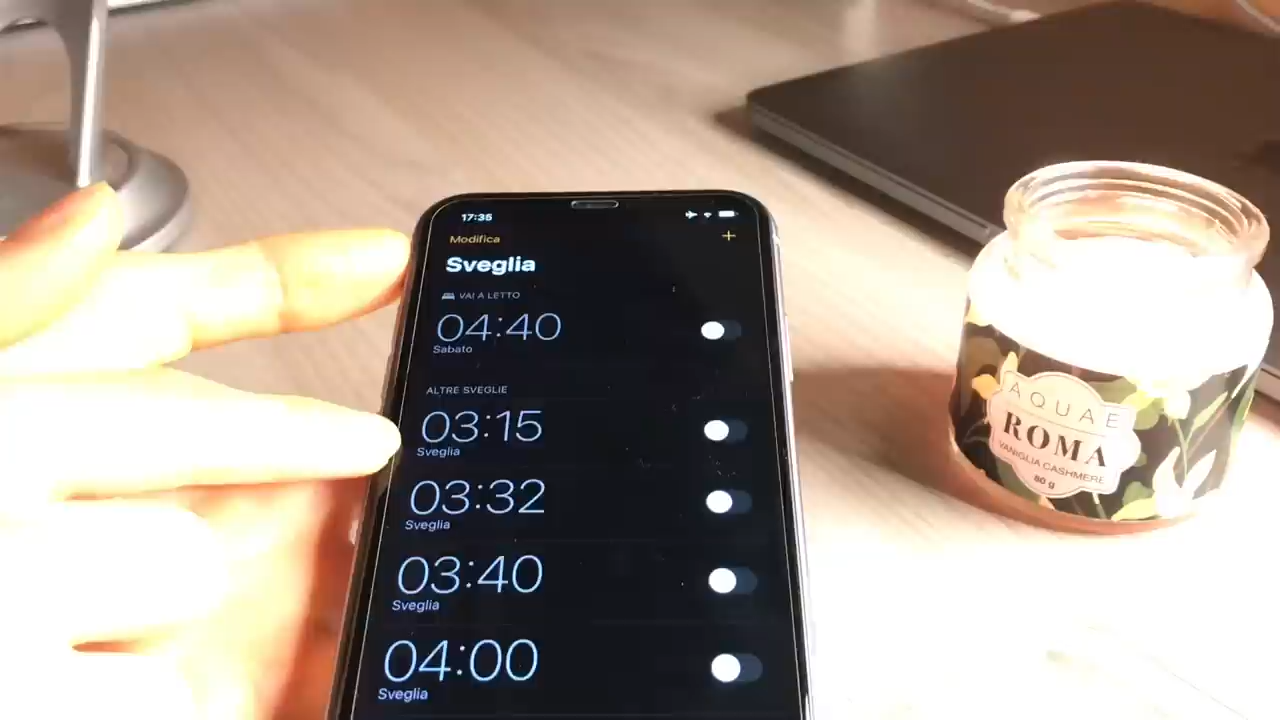 17:35
Modifica
+
Sveglia
VAI A LETTO
04:40
Sabato
ALTRE SVEGLIE
03:15
Sveglia
03:32
Sveglia
03:40
Sveglia
04:00
Sveglia
AQUAE
ROMA
VANIGLIA CASHMERE
80 g